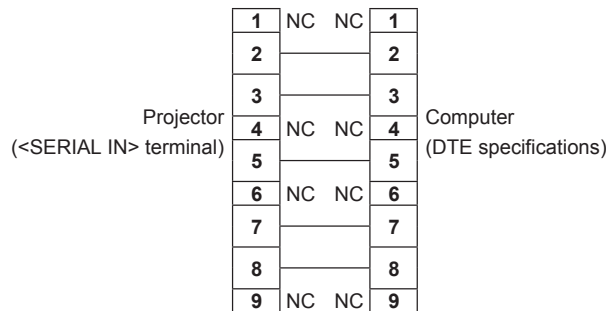 1 NC NC 1
2 2
3 3
Projector
(<SERIAL IN> terminal)
4 NC NC 4
Computer
(DTE specifications)
5 5
6 NC NC 6
7 7
8 8
9 NC NC 9